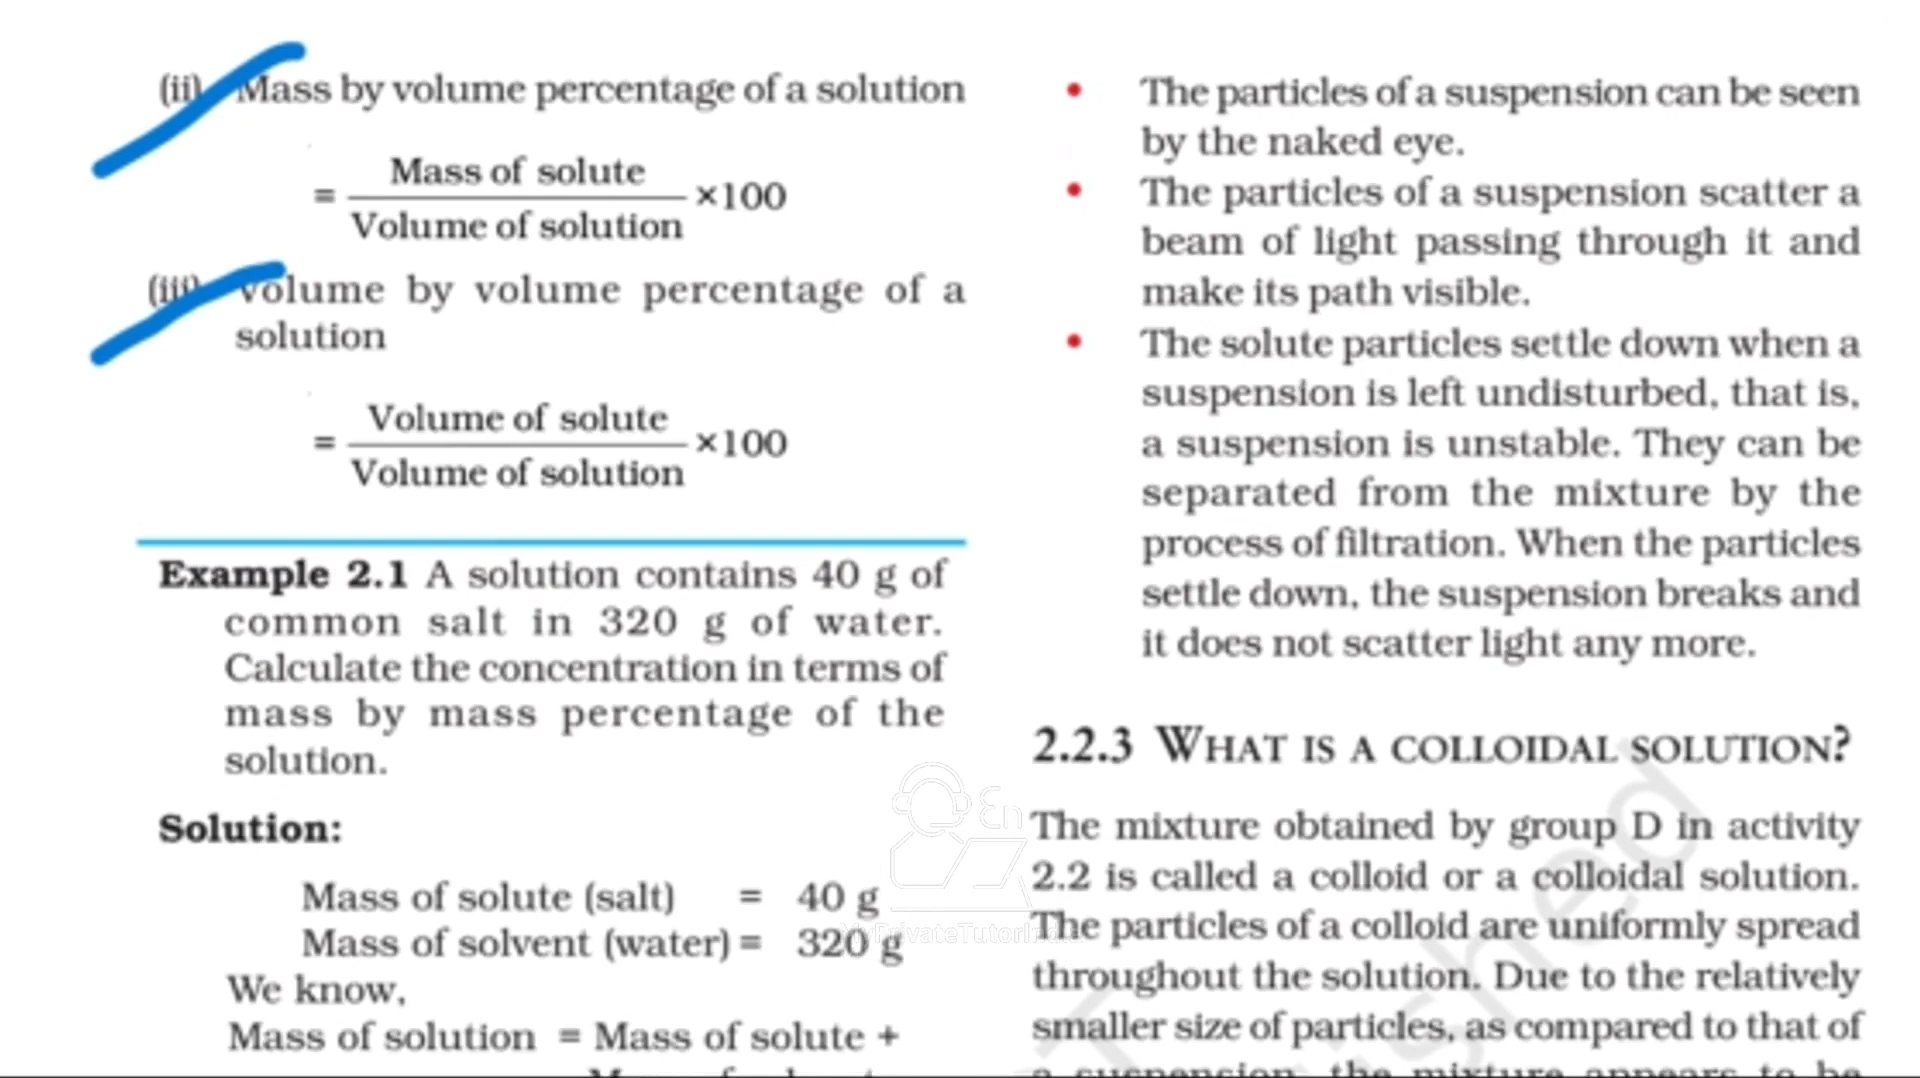 (ii) Mass by volume percentage of a solution
= Mass of solute / Volume of solution ×100
(iii) Volume by volume percentage of a
solution
= Volume of solute / Volume of solution ×100
Example 2.1 A solution contains 40 g of
common salt in 320 g of water.
Calculate the concentration in terms of
mass by mass percentage of the
solution.
Solution:
Mass of solute (salt) = 40 g
Mass of solvent (water) = 320 g
We know,
Mass of solution = Mass of solute +
• The particles of a suspension can be seen
by the naked eye.
• The particles of a suspension scatter a
beam of light passing through it and
make its path visible.
• The solute particles settle down when a
suspension is left undisturbed, that is,
a suspension is unstable. They can be
separated from the mixture by the
process of filtration. When the particles
settle down, the suspension breaks and
it does not scatter light any more.
2.2.3 WHAT IS A COLLOIDAL SOLUTION?
The mixture obtained by group D in activity
2.2 is called a colloid or a colloidal solution.
The particles of a colloid are uniformly spread
throughout the solution. Due to the relatively
smaller size of particles, as compared to that of
a suspension, the mixture appears to be